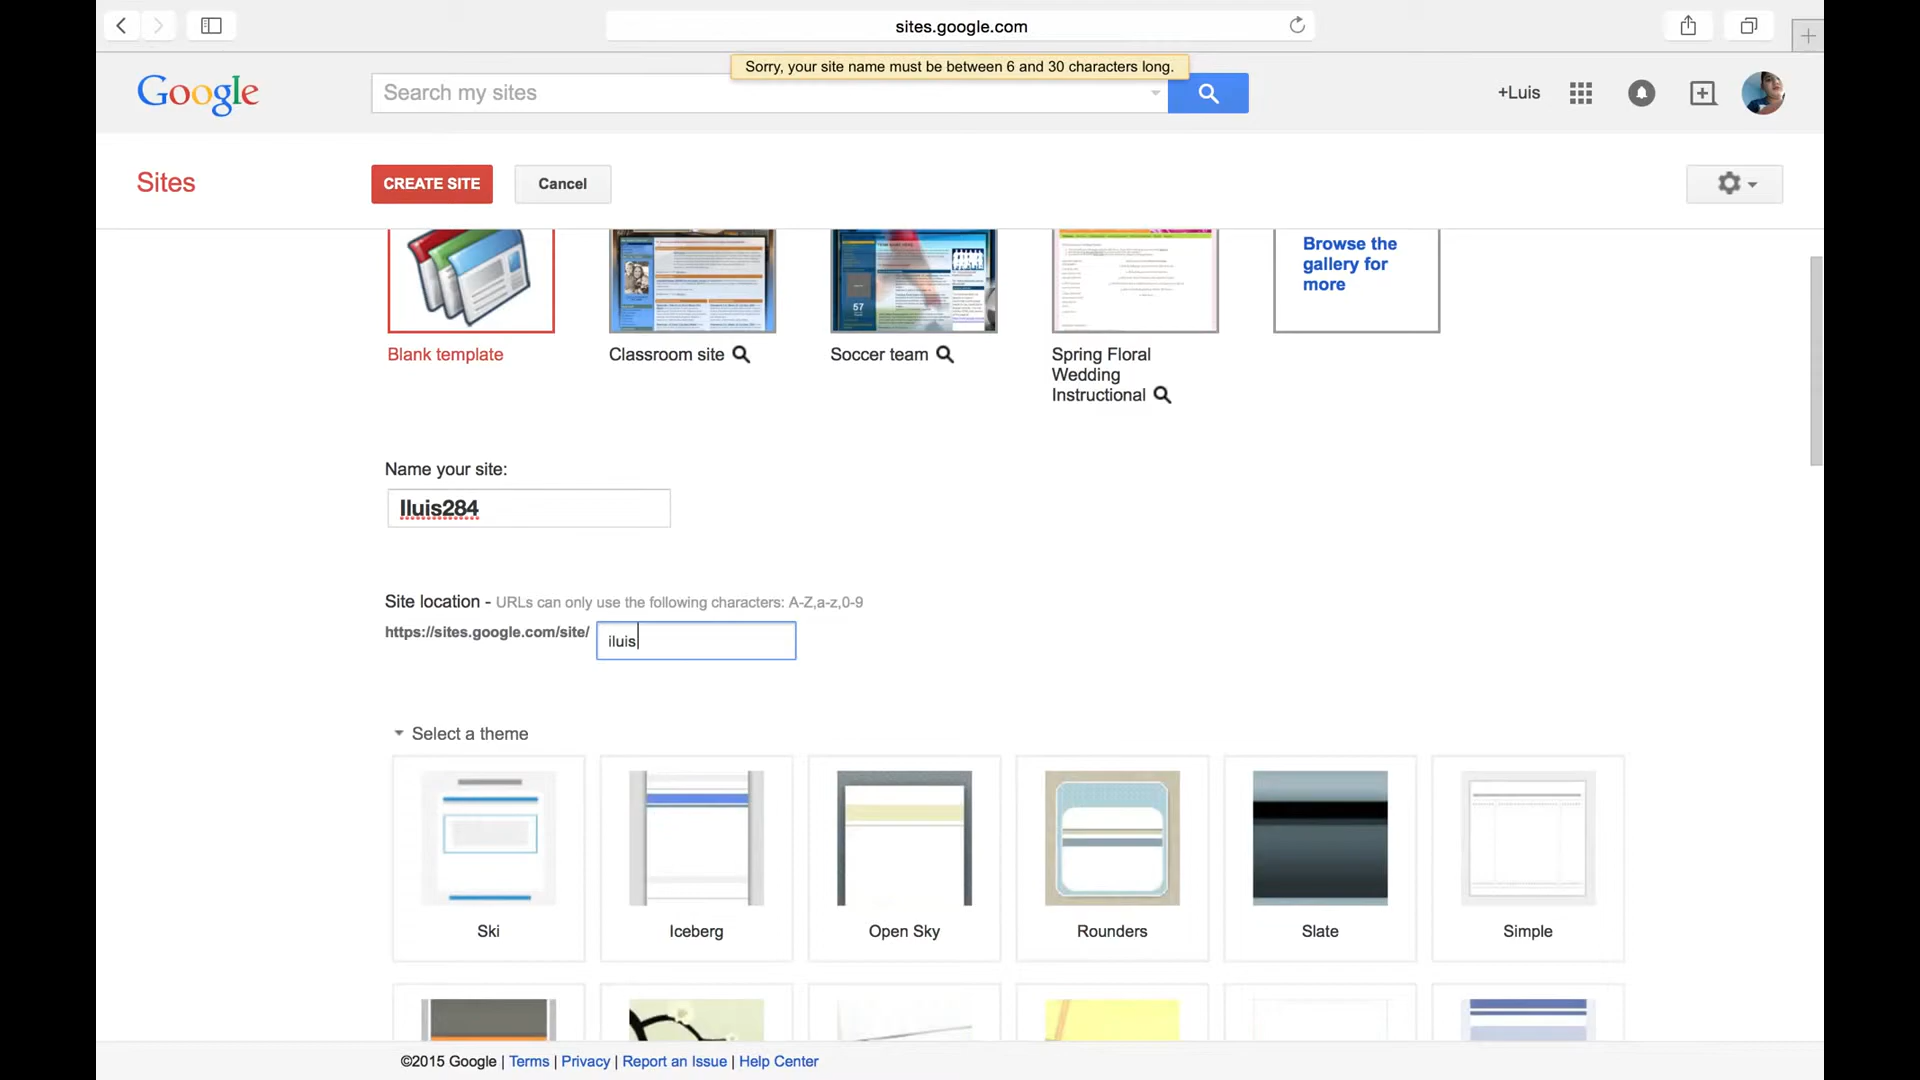 sites.google.com
Sorry, your site name must be between 6 and 30 characters long.
Google
Search my sites
+Luis
Sites
CREATE SITE
Cancel
57
Browse the
gallery for
more
Blank template
Classroom site
Soccer team
Spring Floral
Wedding
Instructional
Name your site:
lluis284
Site location - URLs can only use the following characters: A-Z,a-z,0-9
https://sites.google.com/site/
iluis
Select a theme
Ski
Iceberg
Open Sky
Rounders
Slate
Simple
©2015 Google | Terms | Privacy | Report an Issue | Help Center